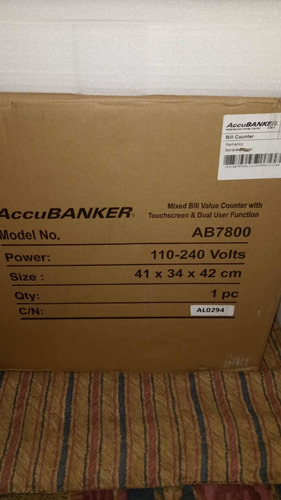 AccuBANKER
Bill Counter
Remarks
AccuBANKER
Mixed Bill Value Counter with
Touchscreen & Dual User Function
Model No. AB7800
Power: 110-240 Volts
Size : 41 x 34 x 42 cm
Qty: 1 pc
C/N: AL0294